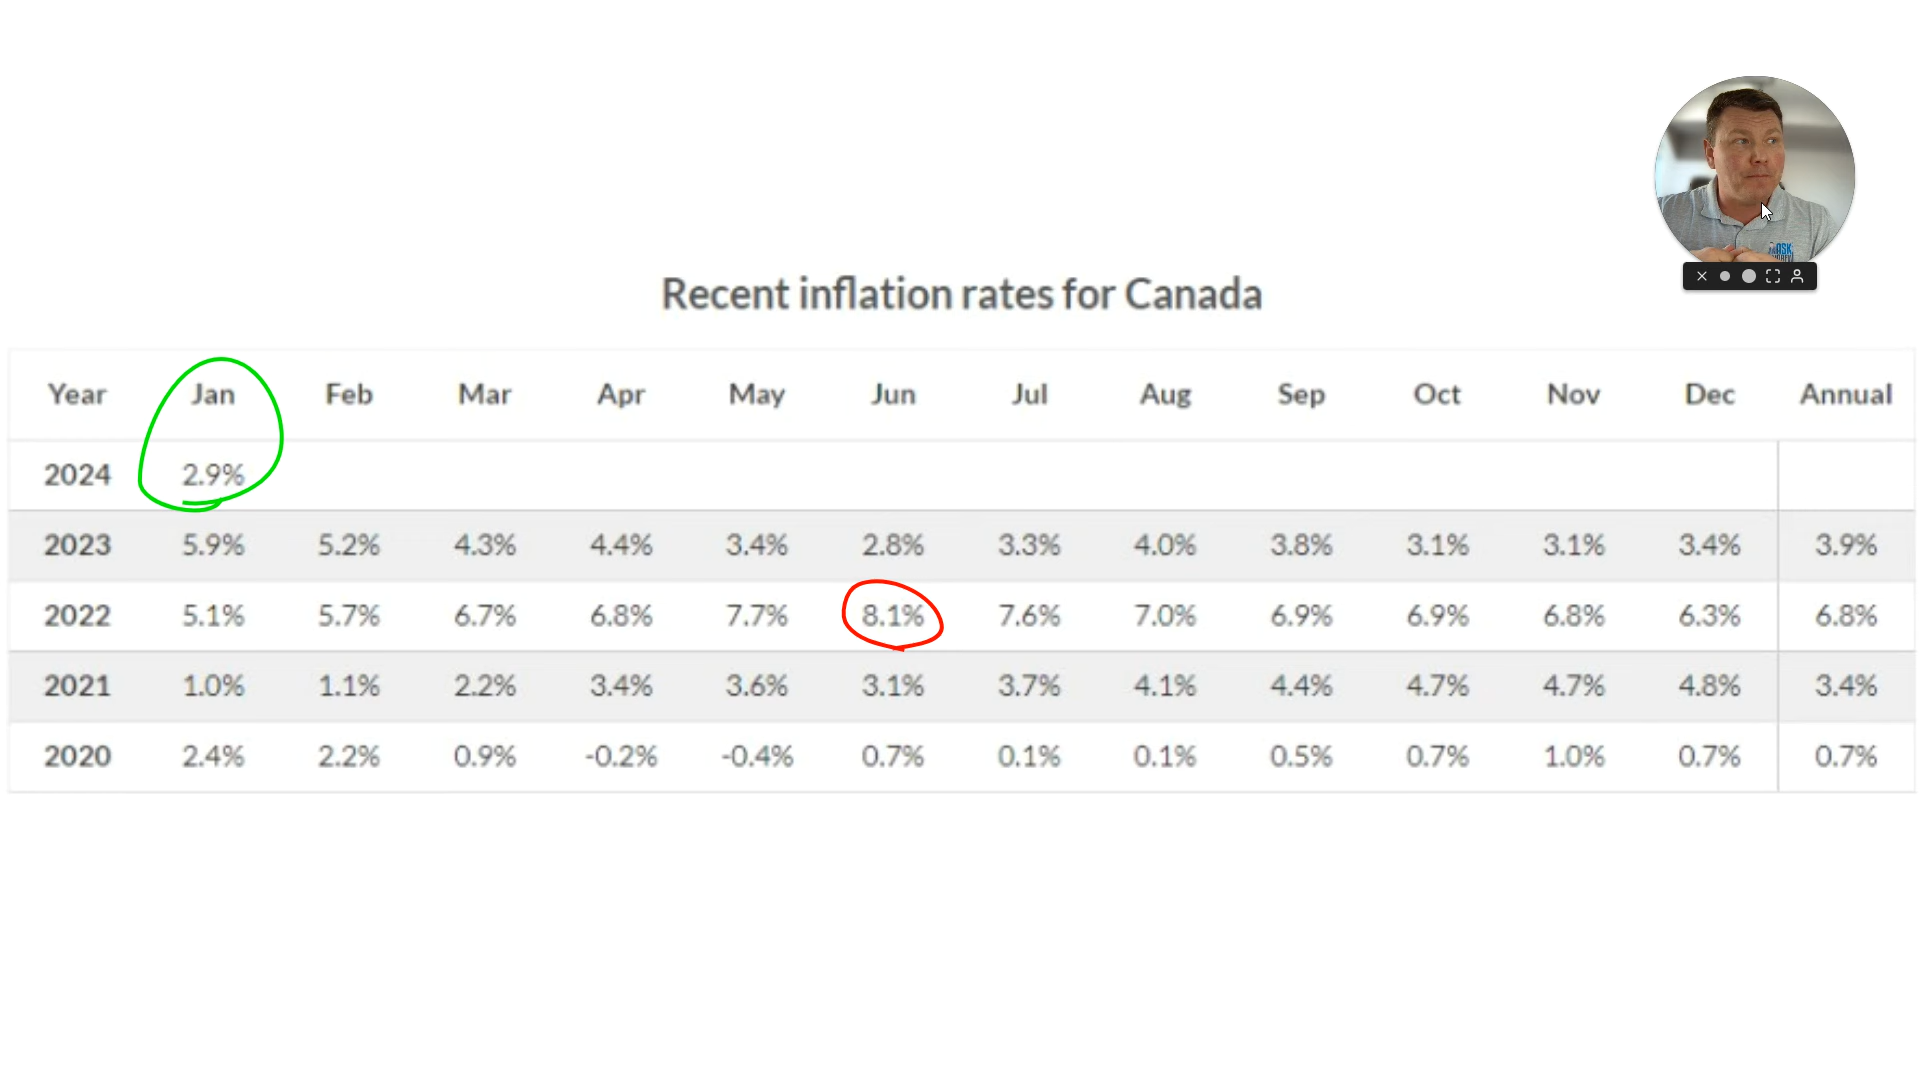 ASK
Recent inflation rates for Canada
Year Jan Feb Mar Apr May Jun Jul Aug Sep Oct Nov Dec Annual
2024 2.9%
2023 5.9% 5.2% 4.3% 4.4% 3.4% 2.8% 3.3% 4.0% 3.8% 3.1% 3.1% 3.4% 3.9%
2022 5.1% 5.7% 6.7% 6.8% 7.7% 8.1% 7.6% 7.0% 6.9% 6.9% 6.8% 6.3% 6.8%
2021 1.0% 1.1% 2.2% 3.4% 3.6% 3.1% 3.7% 4.1% 4.4% 4.7% 4.7% 4.8% 3.4%
2020 2.4% 2.2% 0.9% -0.2% -0.4% 0.7% 0.1% 0.1% 0.5% 0.7% 1.0% 0.7% 0.7%